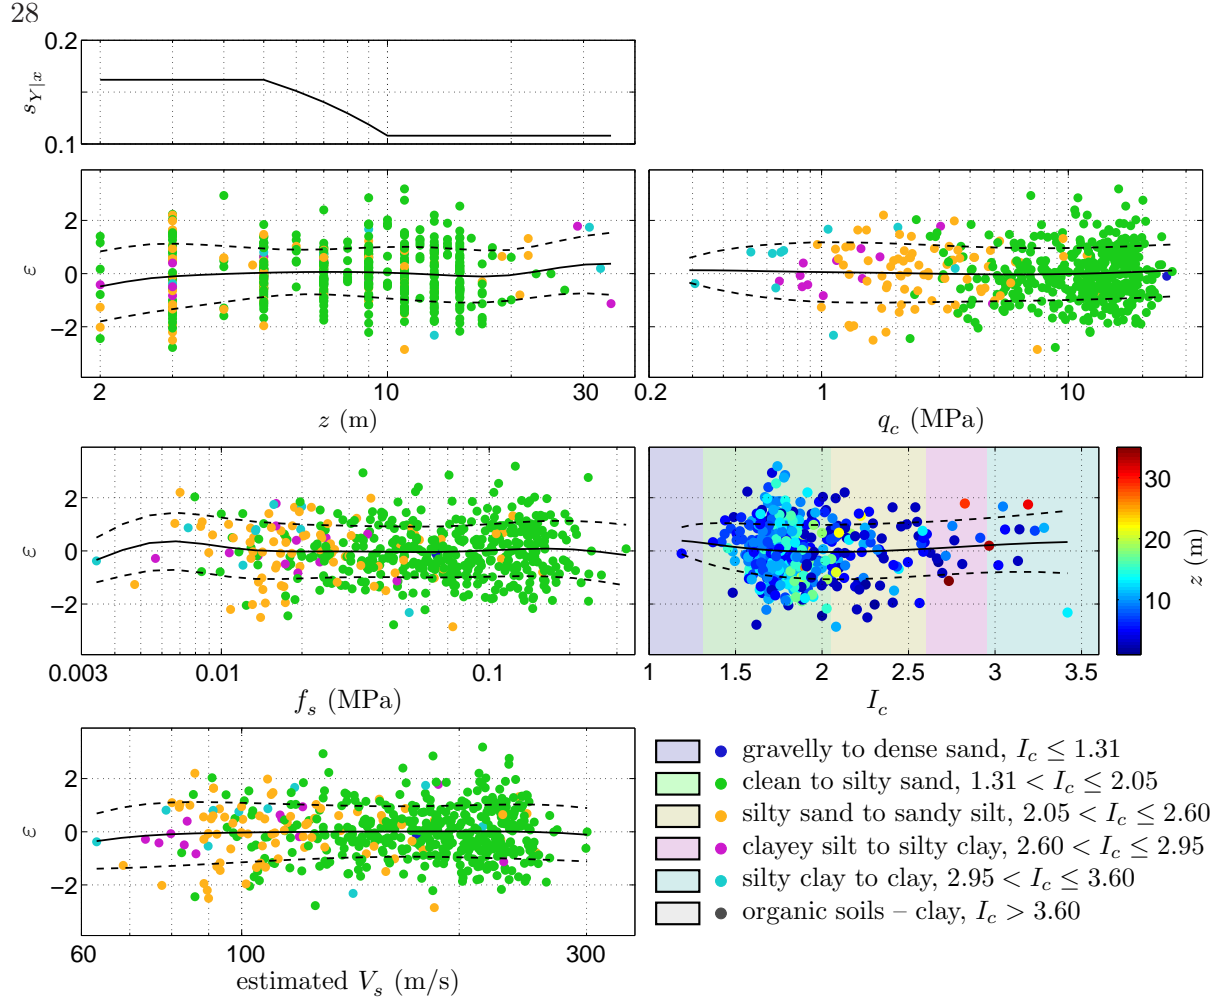 28
0.2
0.1
s_{Y|x}
2
0
−2
ε
2
10
30
z (m)
0.2
1
10
q_c (MPa)
2
0
−2
ε
0.003
0.01
0.1
f_s (MPa)
1
1.5
2
2.5
3
3.5
I_c
30
20
10
z (m)
2
0
−2
ε
60
100
300
estimated V_s (m/s)
gravelly to dense sand, I_c ≤ 1.31
clean to silty sand, 1.31 < I_c ≤ 2.05
silty sand to sandy silt, 2.05 < I_c ≤ 2.60
clayey silt to silty clay, 2.60 < I_c ≤ 2.95
silty clay to clay, 2.95 < I_c ≤ 3.60
organic soils – clay, I_c > 3.60